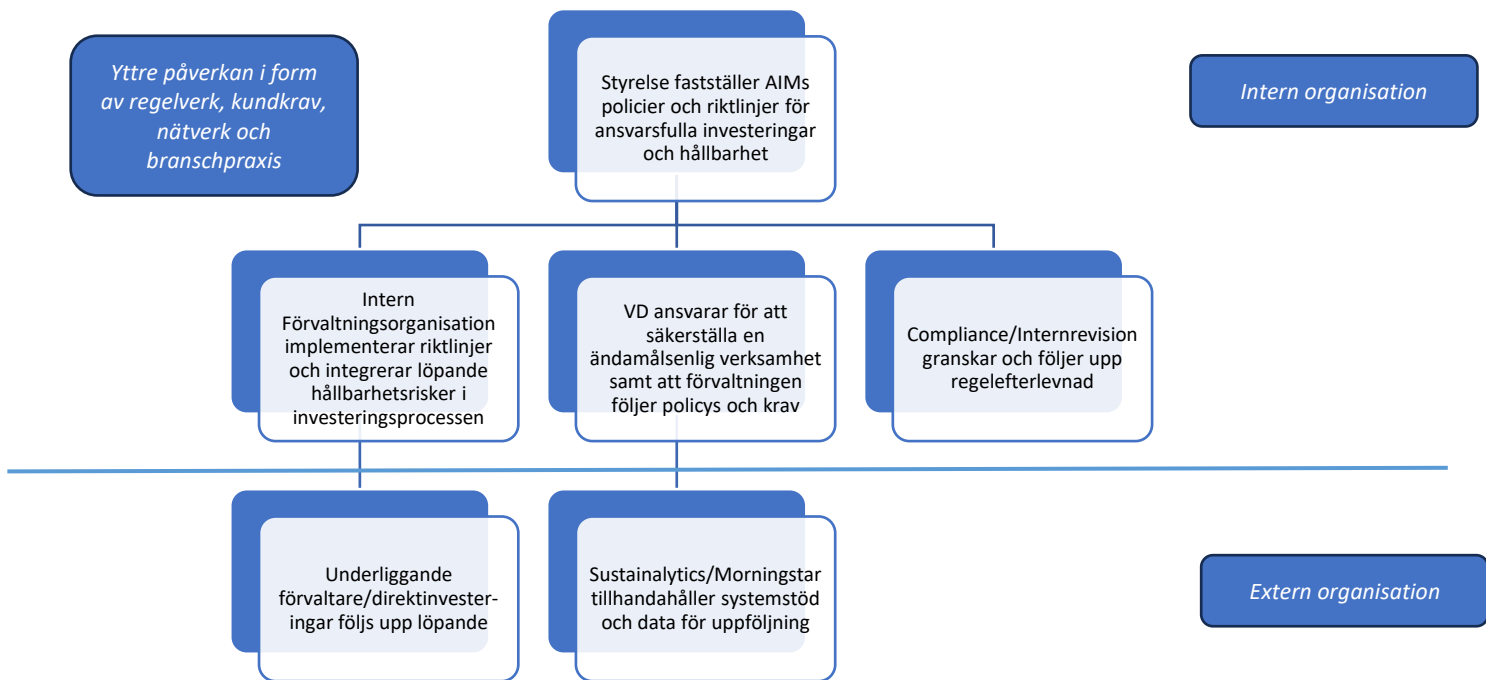 Yttre påverkan i form
av regelverk, kundkrav,
nätverk och
branschpraxis
Styrelse fastställer AIMs
policier och riktlinjer för
ansvarsfulla investeringar
och hållbarhet
Intern organisation
Intern
Förvaltningsorganisation
implementerar riktlinjer
och integrerar löpande
hållbarhetsrisker i
investeringsprocessen
VD ansvarar för att
säkerställa en
ändamålsenlig verksamhet
samt att förvaltningen
följer policys och krav
Compliance/Internrevision
granskar och följer upp
regelefterlevnad
Underliggande
förvaltare/direktinvester-
ingar följs upp löpande
Sustainalytics/Morningstar
tillhandahåller systemstöd
och data för uppföljning
Extern organisation